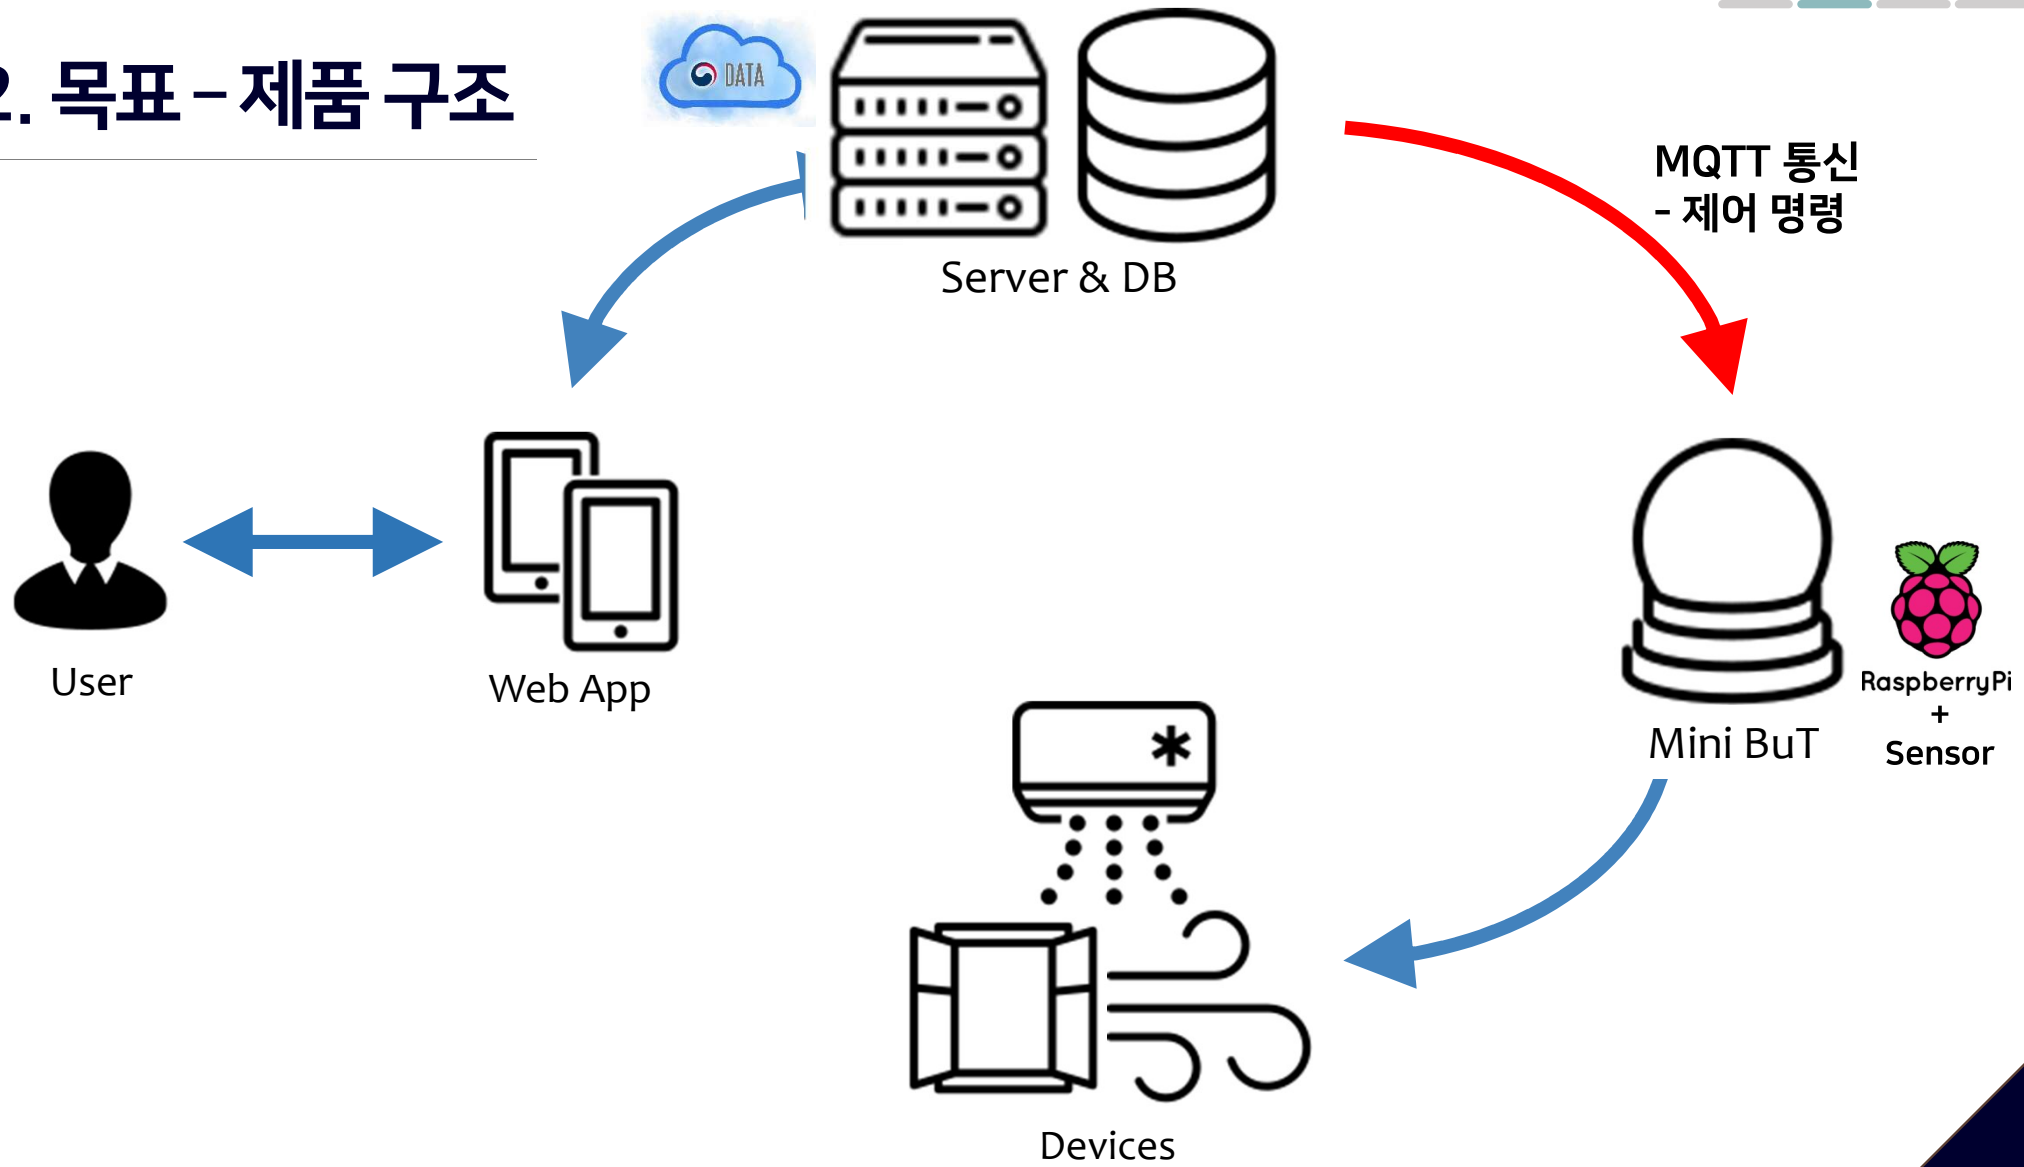 2. 목표 – 제품 구조
DATA
Server & DB
MQTT 통신
- 제어 명령
User
Web App
RaspberryPi
+
Sensor
Mini BuT
Devices